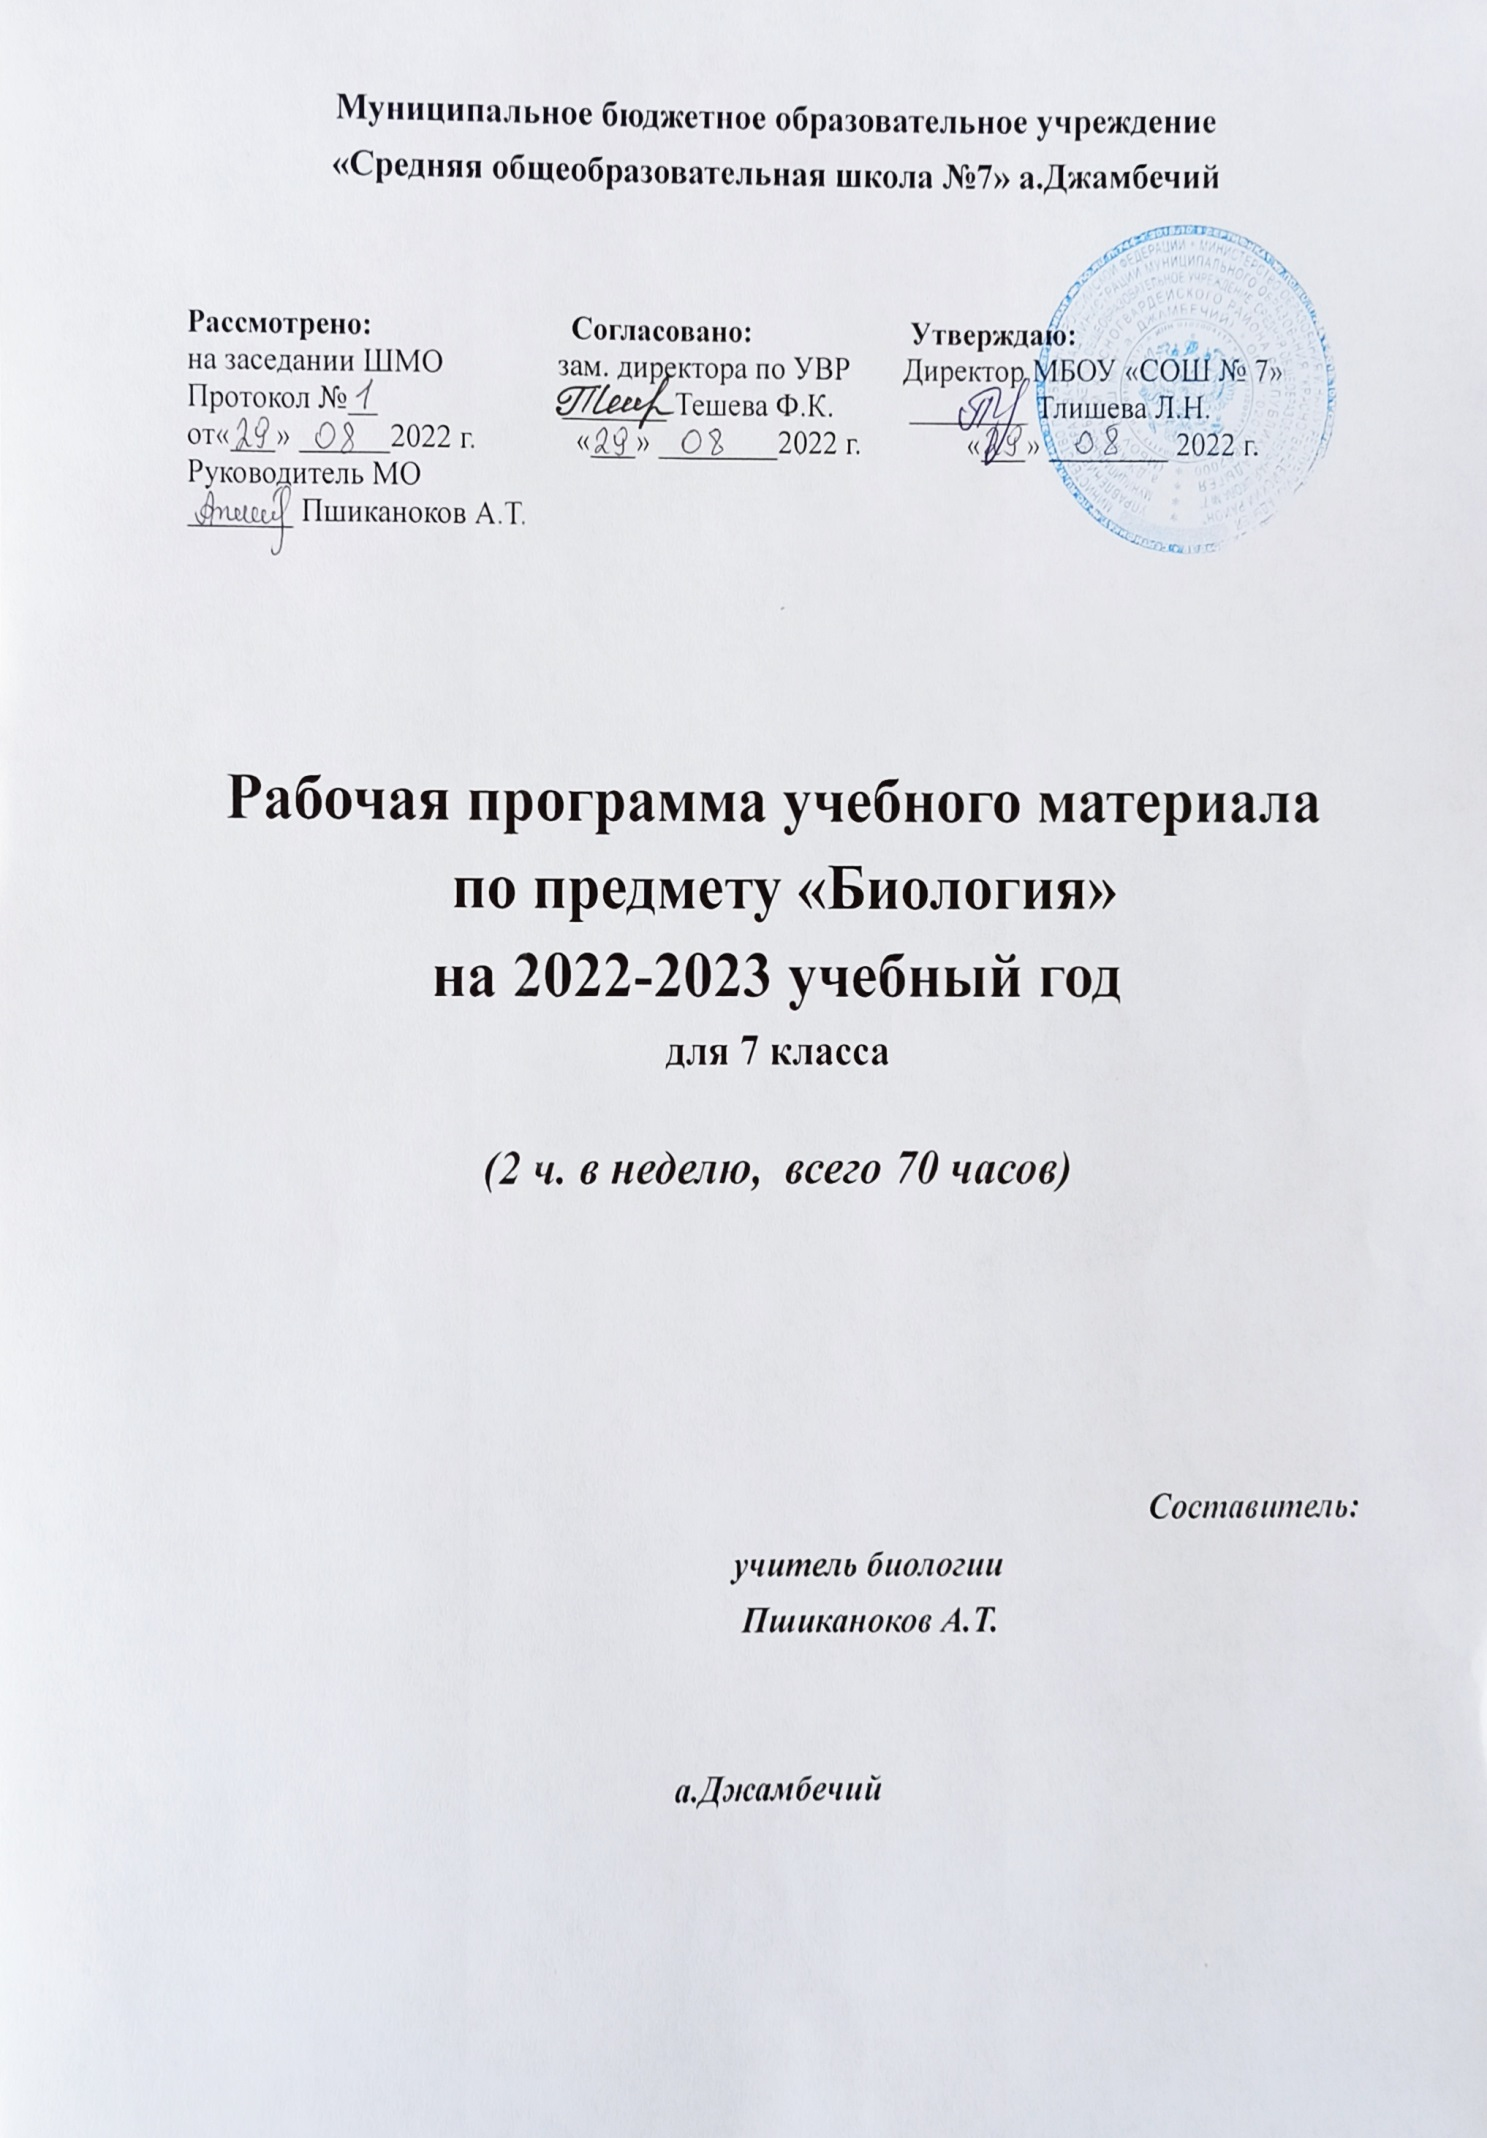 Муниципальное бюджетное образовательное учреждение
«Средняя общеобразовательная школа №7» а.Джамбечий
Рассмотрено:
на заседании ШМО
Протокол № 1
от«29» 08 2022 г.
Руководитель МО
Пшиканоков А.Т.
Согласовано:
зам. директора по УВР
Тешева Ф.К.
«29» 08 2022 г.
Утверждаю:
Директор МБОУ «СОШ № 7»
Тлишева Л.Н.
«29» 08 2022 г.
Рабочая программа учебного материала
по предмету «Биология»
на 2022-2023 учебный год
для 7 класса
(2 ч. в неделю, всего 70 часов)
Составитель:
учитель биологии
Пшиканоков А.Т.
а.Джамбечий